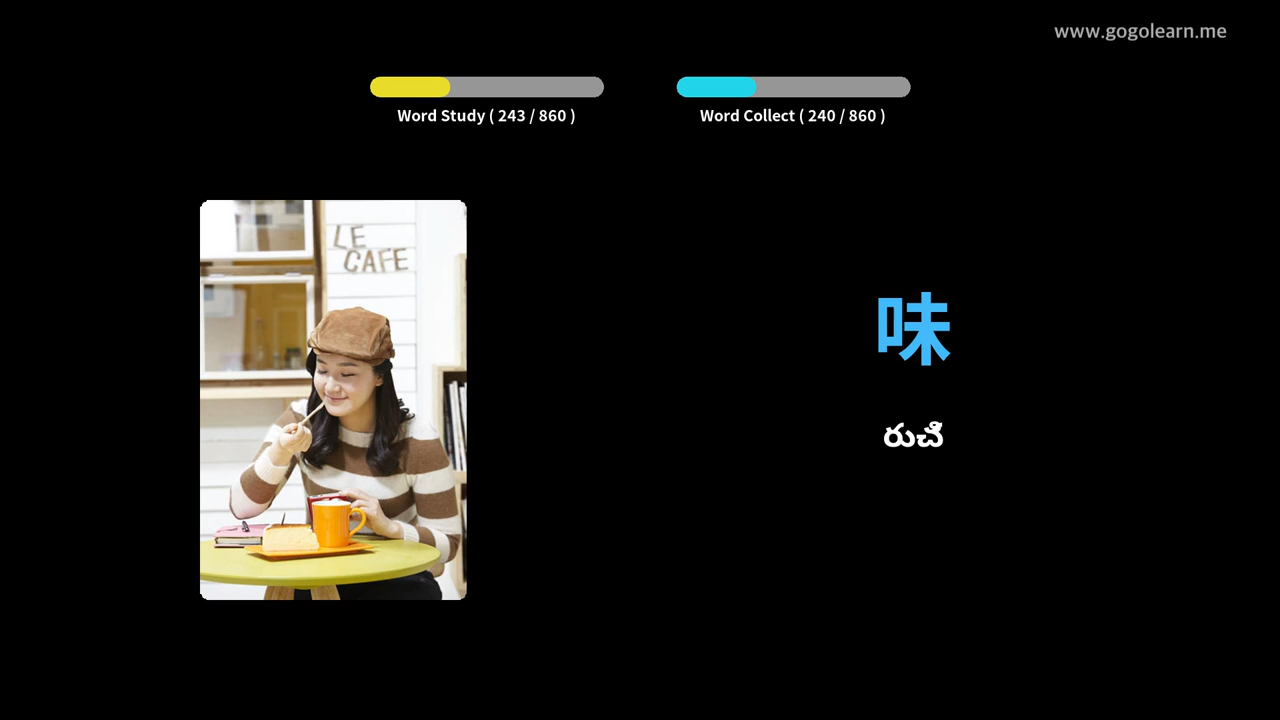 www.gogolearn.me
Word Study ( 243 / 860 )
Word Collect ( 240 / 860 )
LE
CAFE
味
రుచి